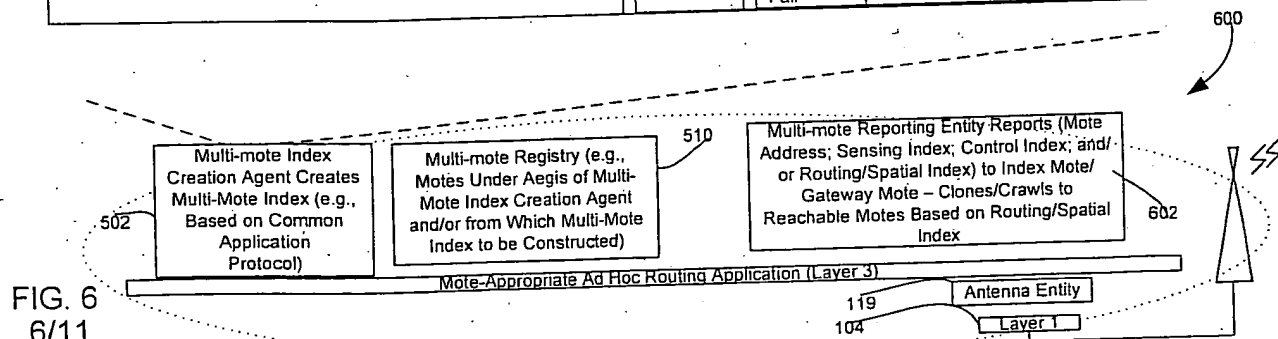 600
Multi-mote Index
Creation Agent Creates
Multi-Mote Index (e.g.,
Based on Common
Application
Protocol)
502
Multi-mote Registry (e.g.,
Motes Under Aegis of Multi-
Mote Index Creation Agent
and/or from Which Multi-Mote
Index to be Constructed)
510
Multi-mote Reporting Entity Reports (Mote
Address; Sensing Index; Control Index; and/
or Routing/Spatial Index) to Index Mote/
Gateway Mote – Clones/Crawls to
Reachable Motes Based on Routing/Spatial
Index
602
Mote-Appropriate Ad Hoc Routing Application (Layer 3)
119
Antenna Entity
104
Layer 1
FIG. 6
6/11